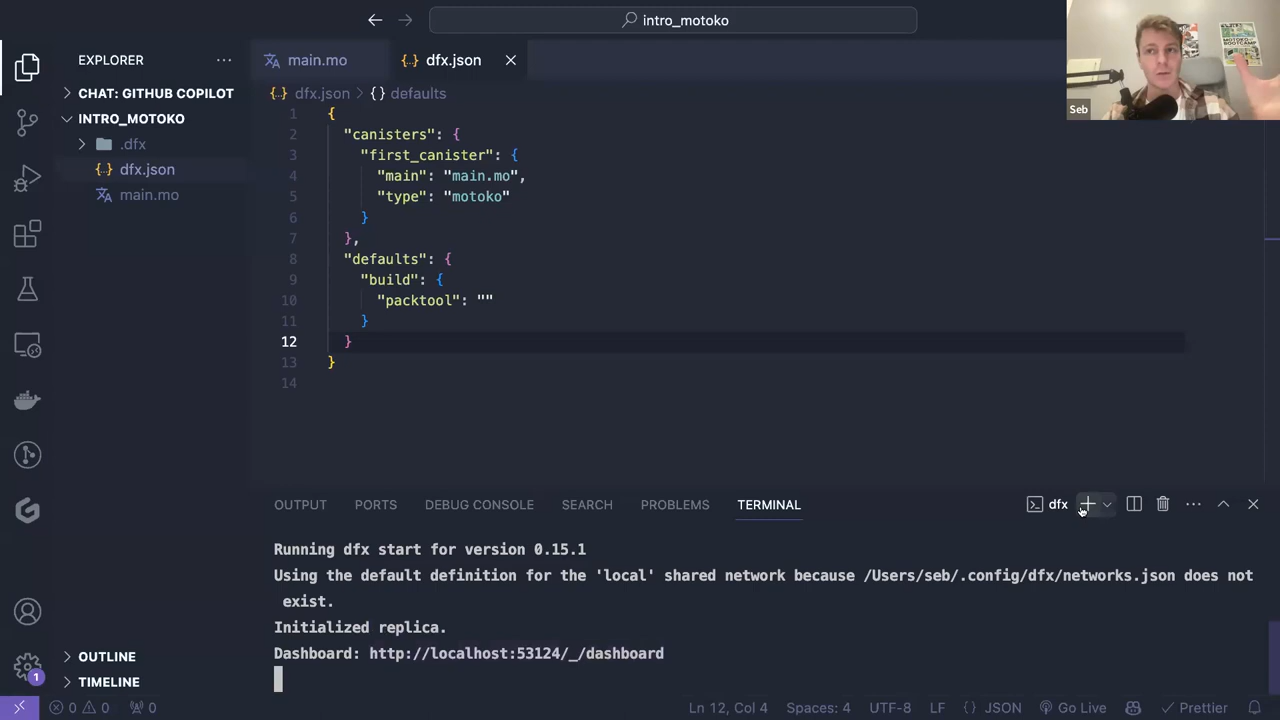 intro_motoko
EXPLORER
main.mo
dfx.json
CHAT: GITHUB COPILOT
INTRO_MOTOKO
.dfx
dfx.json
main.mo
dfx.json > {} defaults
1 {
2 "canisters": {
3 "first_canister": {
4 "main": "main.mo",
5 "type": "motoko"
6 }
7 },
8 "defaults": {
9 "build": {
10 "packtool": ""
11 }
12 }
13 }
14
MOTOKO
BOOTCAMP
Seb
OUTPUT
PORTS
DEBUG CONSOLE
SEARCH
PROBLEMS
TERMINAL
dfx
Running dfx start for version 0.15.1
Using the default definition for the 'local' shared network because /Users/seb/.config/dfx/networks.json does not
exist.
Initialized replica.
Dashboard: http://localhost:53124/_/dashboard
OUTLINE
TIMELINE
1
0 0 0
Ln 12, Col 4
Spaces: 4
UTF-8
LF
{} JSON
Go Live
Prettier